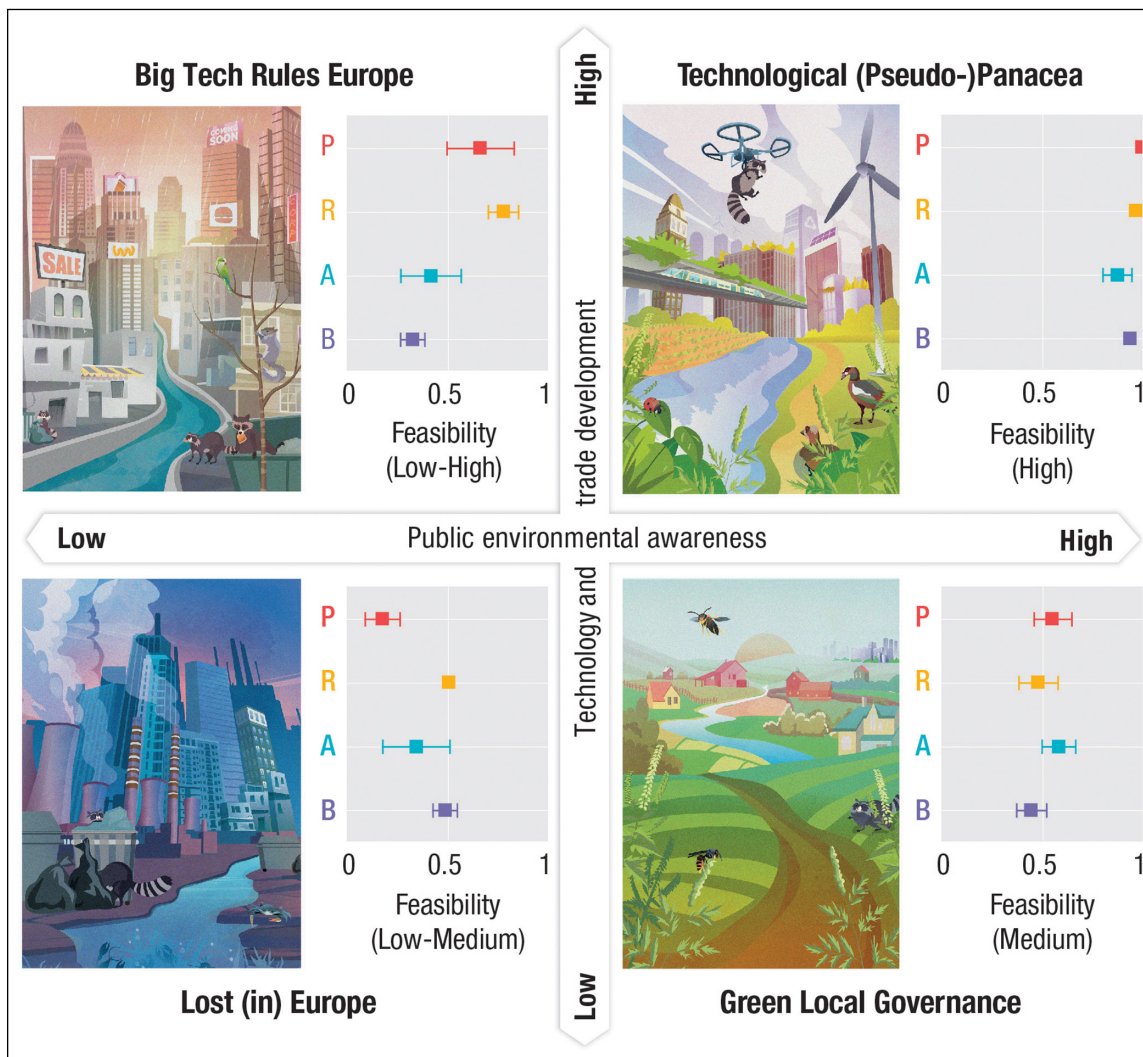 High
Big Tech Rules Europe
Technological (Pseudo-)Panacea
COMING
SOON
SALE
P
R
A
B
0
0.5
1
Feasibility
(Low-High)
P
R
A
B
0
0.5
1
Feasibility
(High)
Technology and trade development
Low
Public environmental awareness
High
P
R
A
B
0
0.5
1
Feasibility
(Low-Medium)
P
R
A
B
0
0.5
1
Feasibility
(Medium)
Lost (in) Europe
Low
Green Local Governance